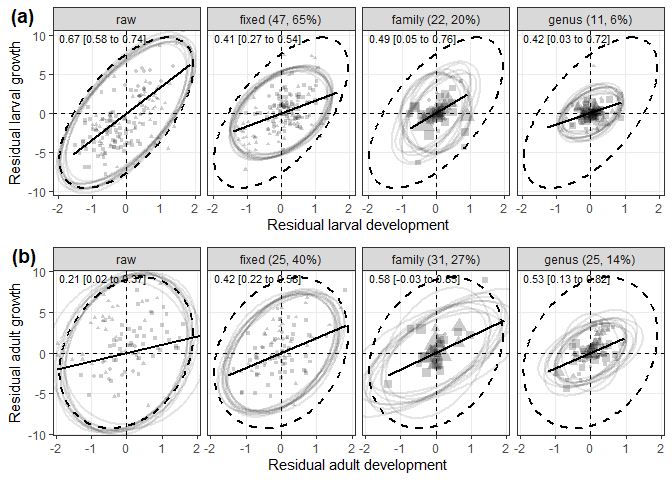 (a)
raw
fixed (47, 65%)
family (22, 20%)
genus (11, 6%)
0.67 [0.58 to 0.74]
0.41 [0.27 to 0.54]
0.49 [0.05 to 0.76]
0.42 [0.03 to 0.72]
Residual larval growth
10
5
0
-5
-10
-2 -1 0 1 2
-2 -1 0 1 2
-2 -1 0 1 2
-2 -1 0 1 2
Residual larval development
(b)
raw
fixed (25, 40%)
family (31, 27%)
genus (25, 14%)
0.21 [0.02 to 0.37]
0.42 [0.22 to 0.58]
0.58 [-0.03 to
0.53 [0.13 to 0.82]
Residual adult growth
10
5
0
-5
-10
-2 -1 0 1 2
-2 -1 0 1 2
-2 -1 0 1 2
-2 -1 0 1 2
Residual adult development